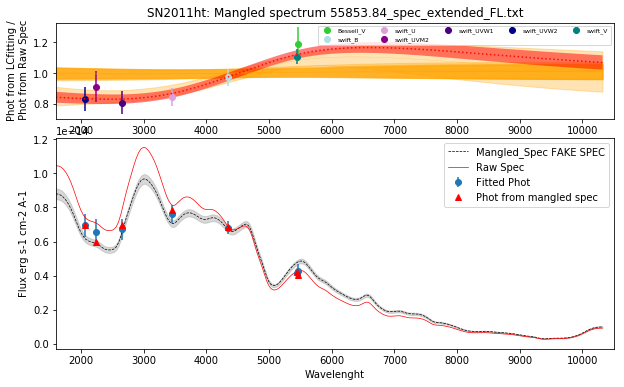 SN2011ht: Mangled spectrum 55853.84_spec_extended_FL.txt
Phot from LCfitting /
Phot from Raw Spec
1.2
1.0
0.8
Bessell_V
swift_B
swift_U
swift_UVM2
swift_UVW1
swift_UVW2
swift_V
2000 3000 4000 5000 6000 7000 8000 9000 10000
1e−14
Flux erg s-1 cm-2 A-1
1.2
1.0
0.8
0.6
0.4
0.2
0.0
Mangled_Spec FAKE SPEC
Raw Spec
Fitted Phot
Phot from mangled spec
2000 3000 4000 5000 6000 7000 8000 9000 10000
Wavelenght